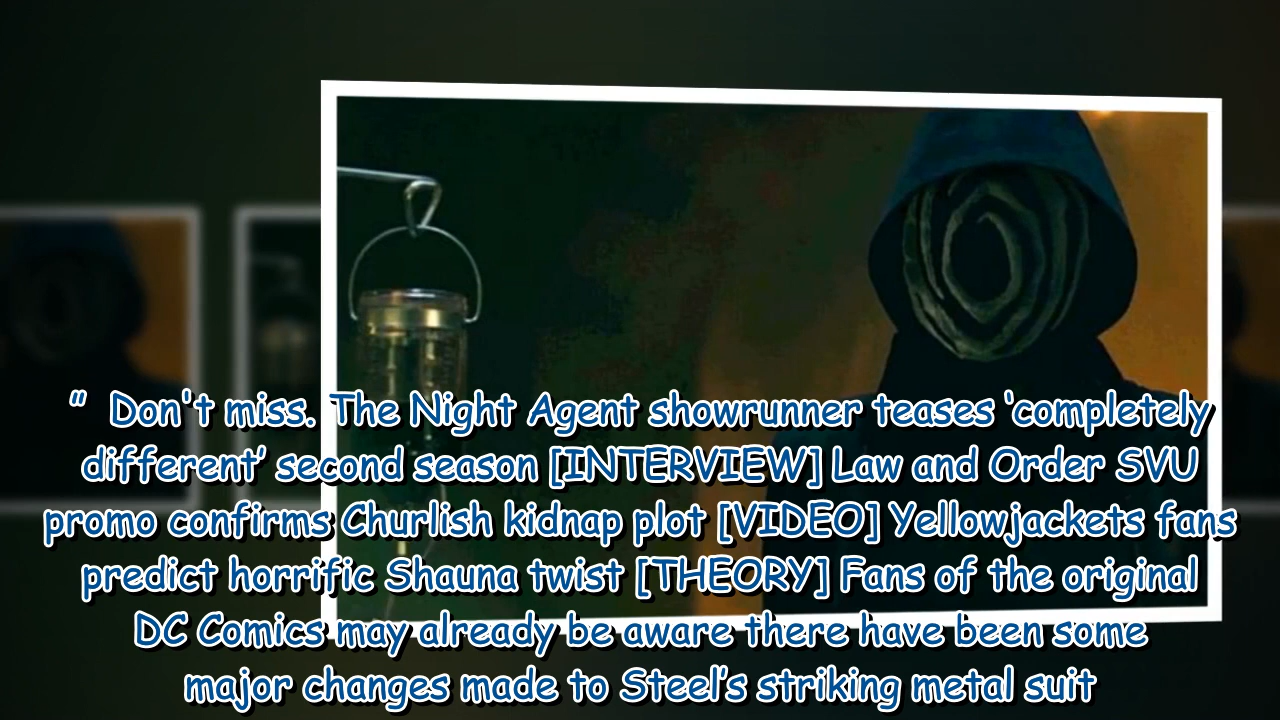 ”  Don't miss. The Night Agent showrunner teases ‘completely
different’ second season [INTERVIEW] Law and Order SVU
promo confirms Churlish kidnap plot [VIDEO] Yellowjackets fans
predict horrific Shauna twist [THEORY] Fans of the original
DC Comics may already be aware there have been some
major changes made to Steel’s striking metal suit